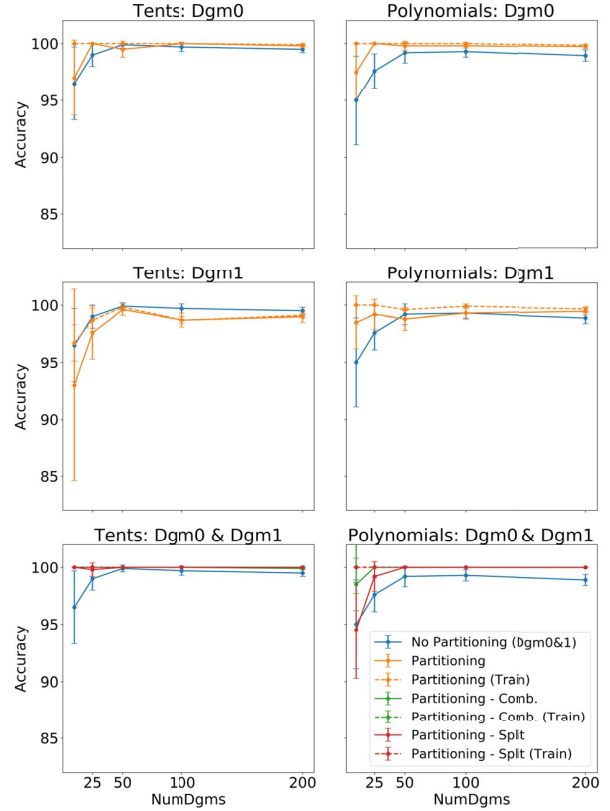 Tents: Dgm0
Polynomials: Dgm0
100
95
90
85
Accuracy
Tents: Dgm1
Polynomials: Dgm1
100
95
90
85
Accuracy
Tents: Dgm0 & Dgm1
Polynomials: Dgm0 & Dgm1
100
95
90
85
Accuracy
No Partitioning (Dgm0&1)
Partitioning
Partitioning (Train)
Partitioning - Comb.
Partitioning - Comb. (Train)
Partitioning - Split
Partitioning - Split (Train)
25 50 100 200
NumDgms
25 50 100 200
NumDgms